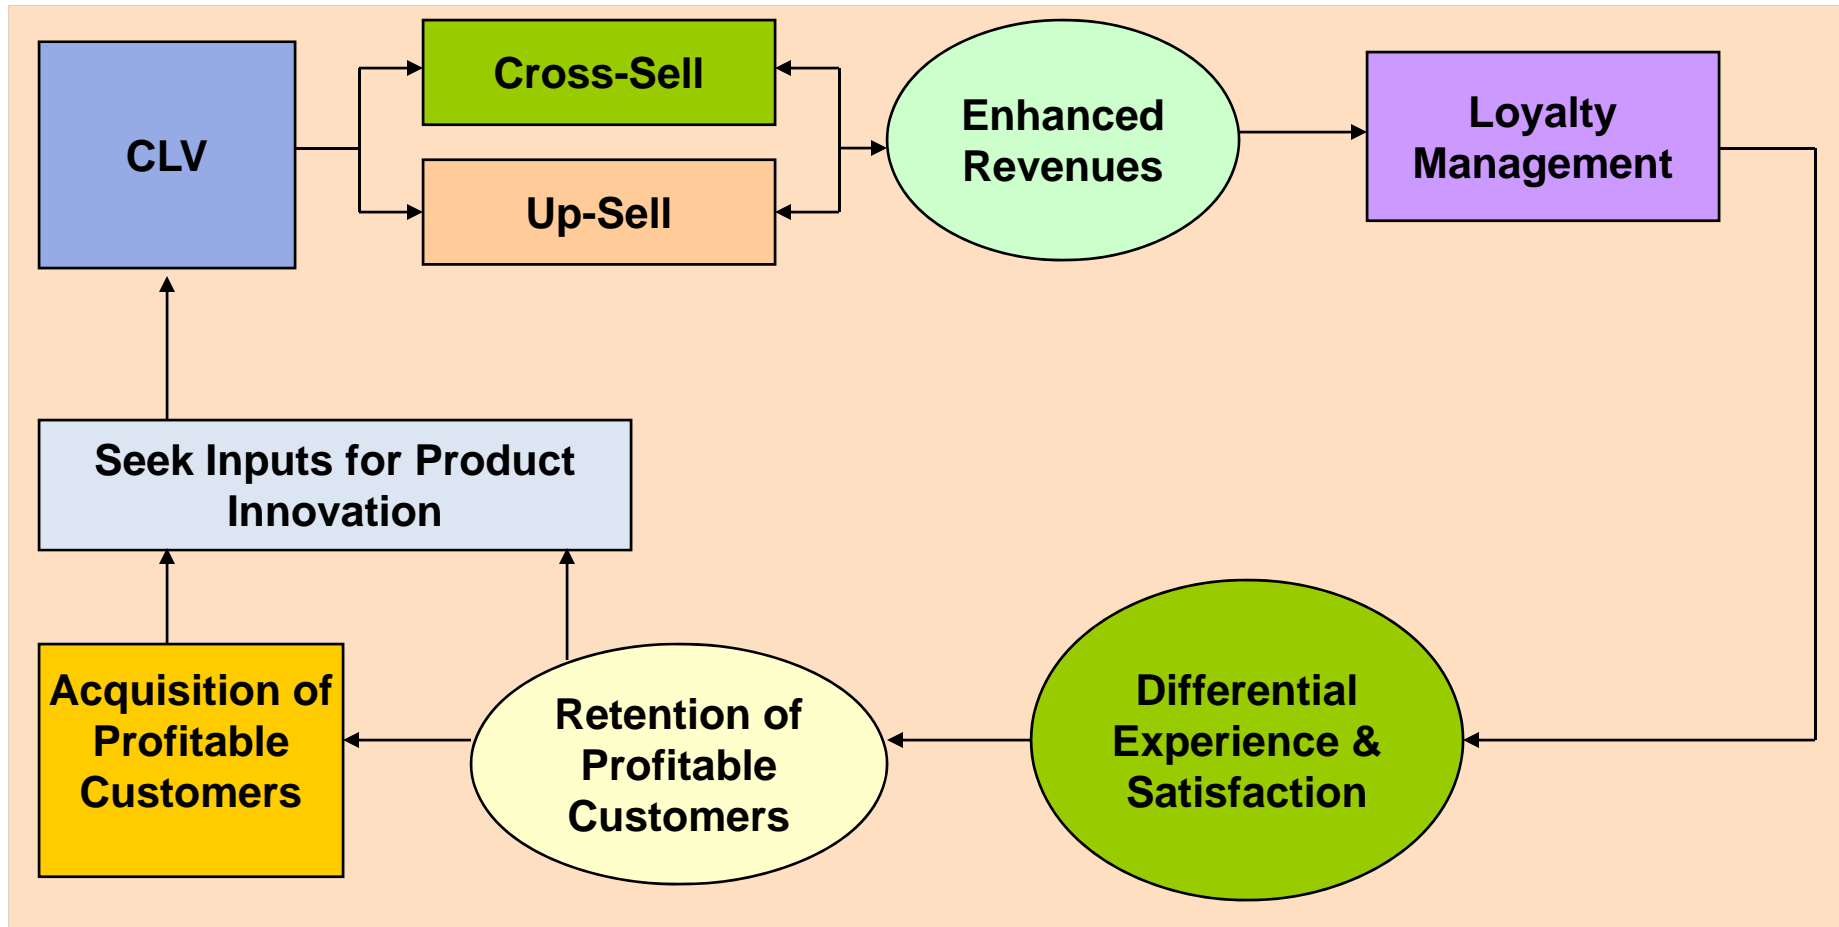 CLV
Cross-Sell
Up-Sell
Enhanced
Revenues
Loyalty
Management
Seek Inputs for Product
Innovation
Acquisition of
Profitable
Customers
Retention of
Profitable
Customers
Differential
Experience &
Satisfaction